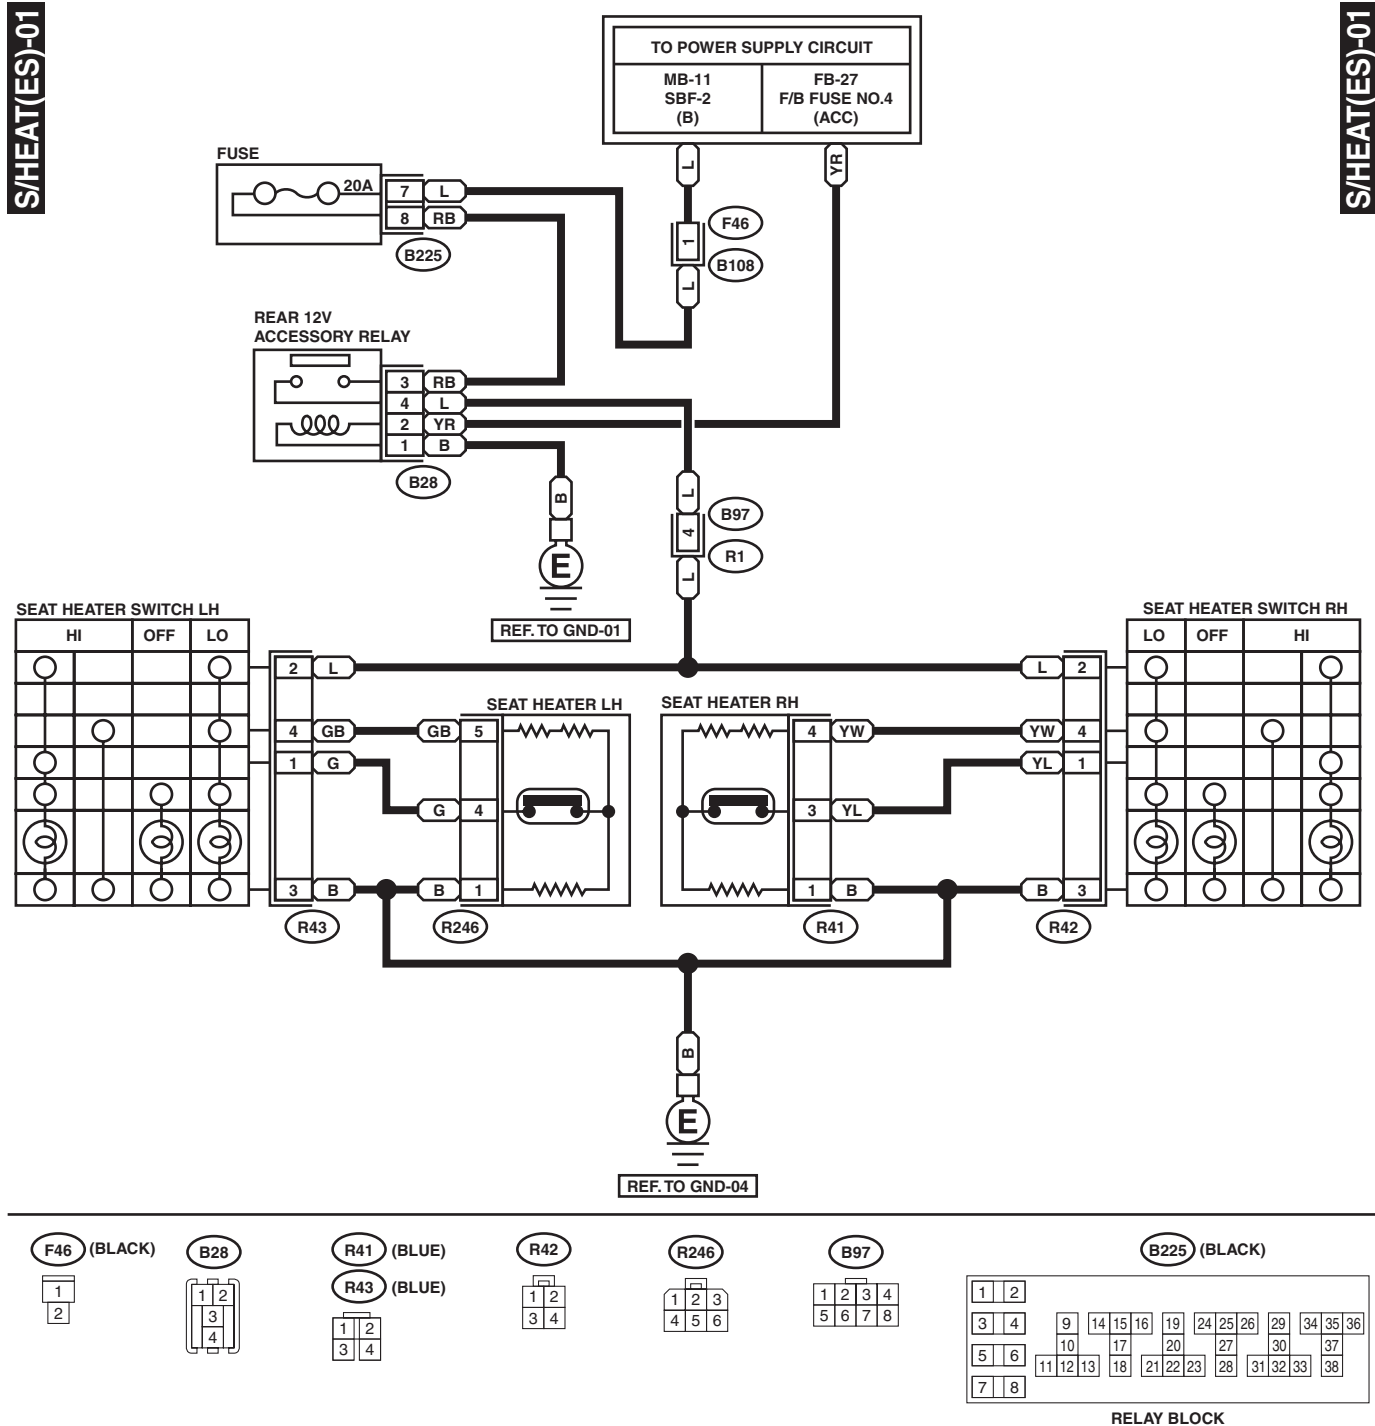 S/HEAT(ES)-01
S/HEAT(ES)-01
TO POWER SUPPLY CIRCUIT
MB-11
SBF-2
(B)
FB-27
F/B FUSE NO.4
(ACC)
L
YR
FUSE
20A
7 L
8 RB
B225
1
F46
B108
L
REAR 12V
ACCESSORY RELAY
3 RB
4 L
2 YR
1 B
B28
B
E
REF. TO GND-01
L
4
B97
R1
L
SEAT HEATER SWITCH LH
HI OFF LO
2 L
4 GB
1 G
3 B
R43
SEAT HEATER LH
GB 5
G 4
B 1
R246
SEAT HEATER RH
4 YW
3 YL
1 B
R41
SEAT HEATER SWITCH RH
LO OFF HI
L 2
YW 4
YL 1
B 3
R42
B
E
REF. TO GND-04
F46 (BLACK)
1
2
B28
1 2
3
4
R41 (BLUE)
R43 (BLUE)
1 2
3 4
R42
1 2
3 4
R246
1 2 3
4 5 6
B97
1 2 3 4
5 6 7 8
B225 (BLACK)
1 2
3 4 9 14 15 16 19 24 25 26 29 34 35 36
10 17 20 27 30 37
5 6 11 12 13 18 21 22 23 28 31 32 33 38
7 8
RELAY BLOCK